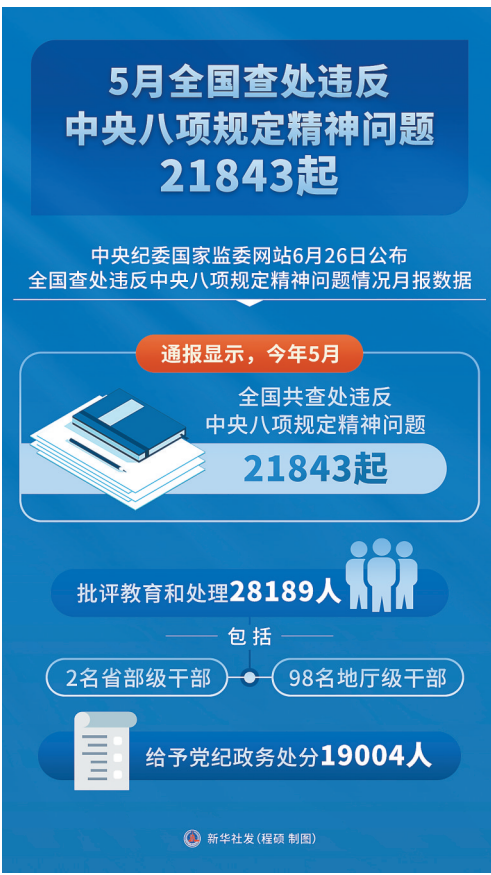 5月全国查处违反
中央八项规定精神问题
21843起
中央纪委国家监委网站6月26日公布
全国查处违反中央八项规定精神问题情况月报数据
通报显示，今年5月
全国共查处违反
中央八项规定精神问题
21843起
批评教育和处理28189人
包括
2名省部级干部
98名地厅级干部
给予党纪政务处分19004人
新华社发（程硕 制图）